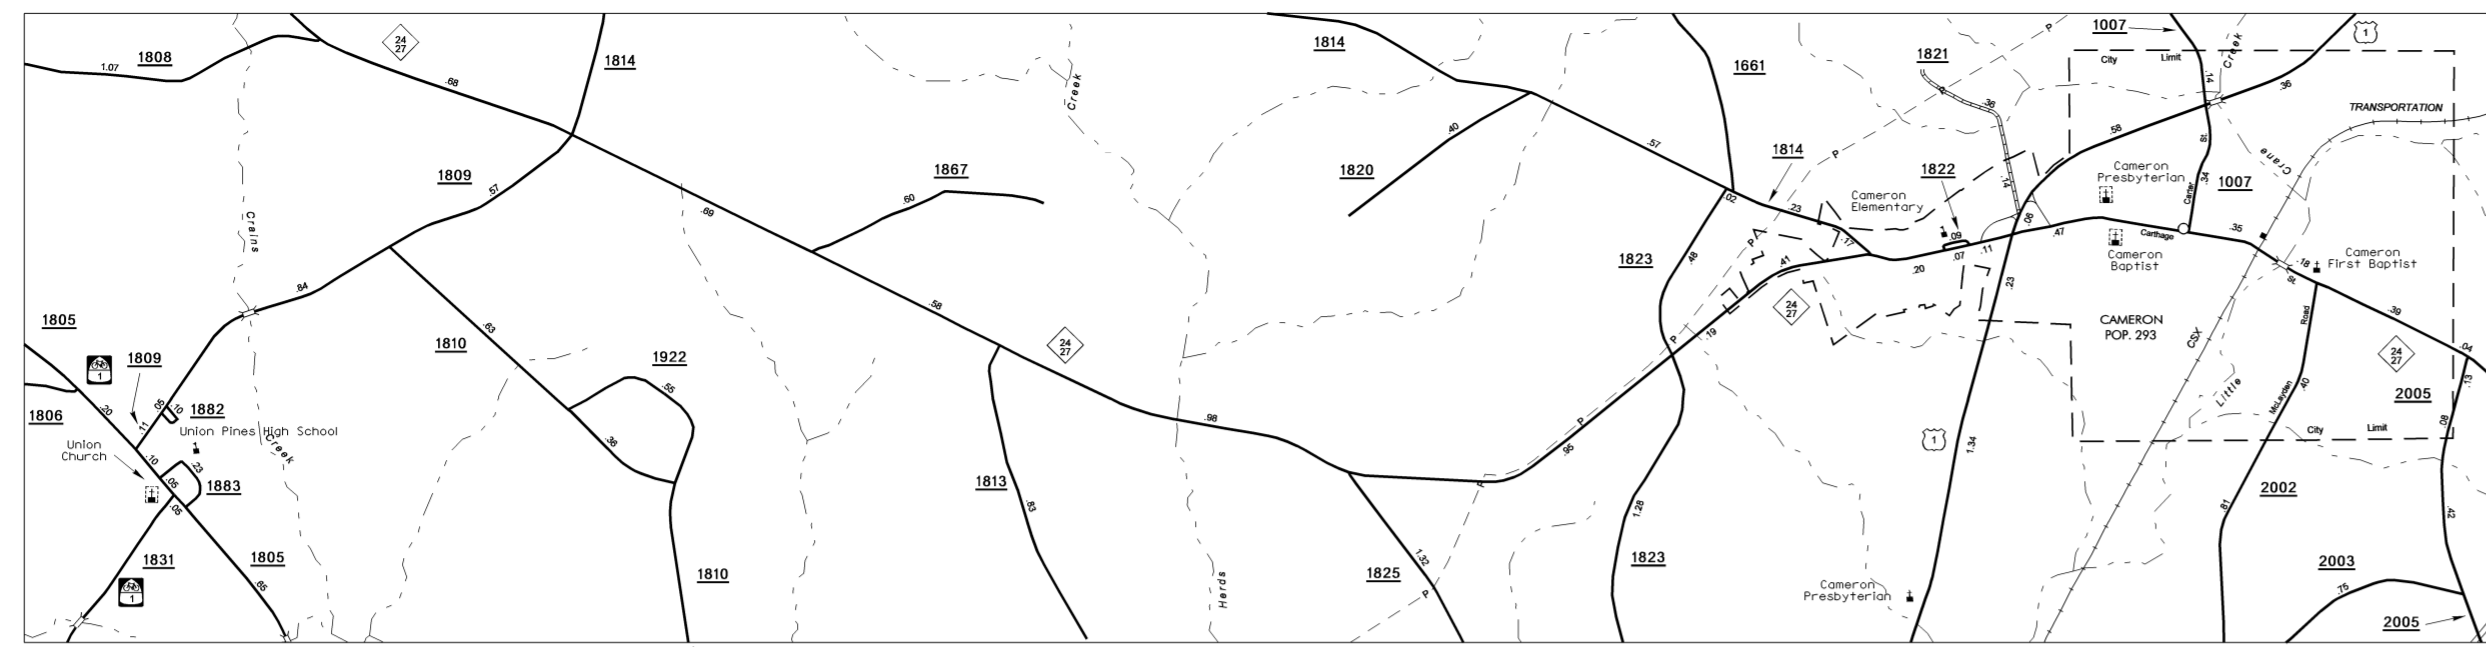 1808
1.07
24
27
.68
1814
1809
.57
Crains
.84
1805
1
1809
1806
.20
.05
.10
1882
.11
Union Pines High School
Union
Church
Creek
.10
.23
.05
1883
.05
1831
1
1805
.65
1810
.63
1922
.55
.36
1810
1867
.60
.69
.58
24
27
.98
1813
.83
Creek
Herds
1814
1820
.40
.57
1661
1814
.02
.23
1823
.48
P
P
P
.17
.41
.19
24
27
P
P
.95
P
1825
1.32
P
1823
1.28
Cameron
Elementary
1821
.36
.14
1822
.09
.07
.11
.20
.06
.47
.23
1
1.34
Cameron
Presbyterian
1007
.14
Creek
1
City
Limit
.36
.58
TRANSPORTATION
St.
.34
Carter
1007
Crane
Cameron
Presbyterian
Carthage
.35
Cameron
Baptist
Cameron
First Baptist
.18
St.
CAMERON
POP. 293
CSX
Little
Road
.40
McLayden
.39
.04
24
27
2005
.13
.08
City
Limit
2002
.81
.42
2003
.75
2005